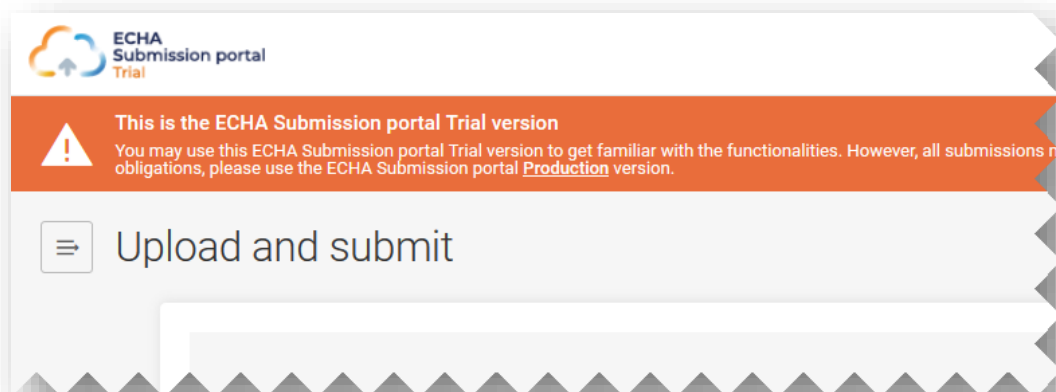 ECHA
Submission portal
Trial
This is the ECHA Submission portal Trial version
You may use this ECHA Submission portal Trial version to get familiar with the functionalities. However, all submissions
obligations, please use the ECHA Submission portal Production version.
Upload and submit